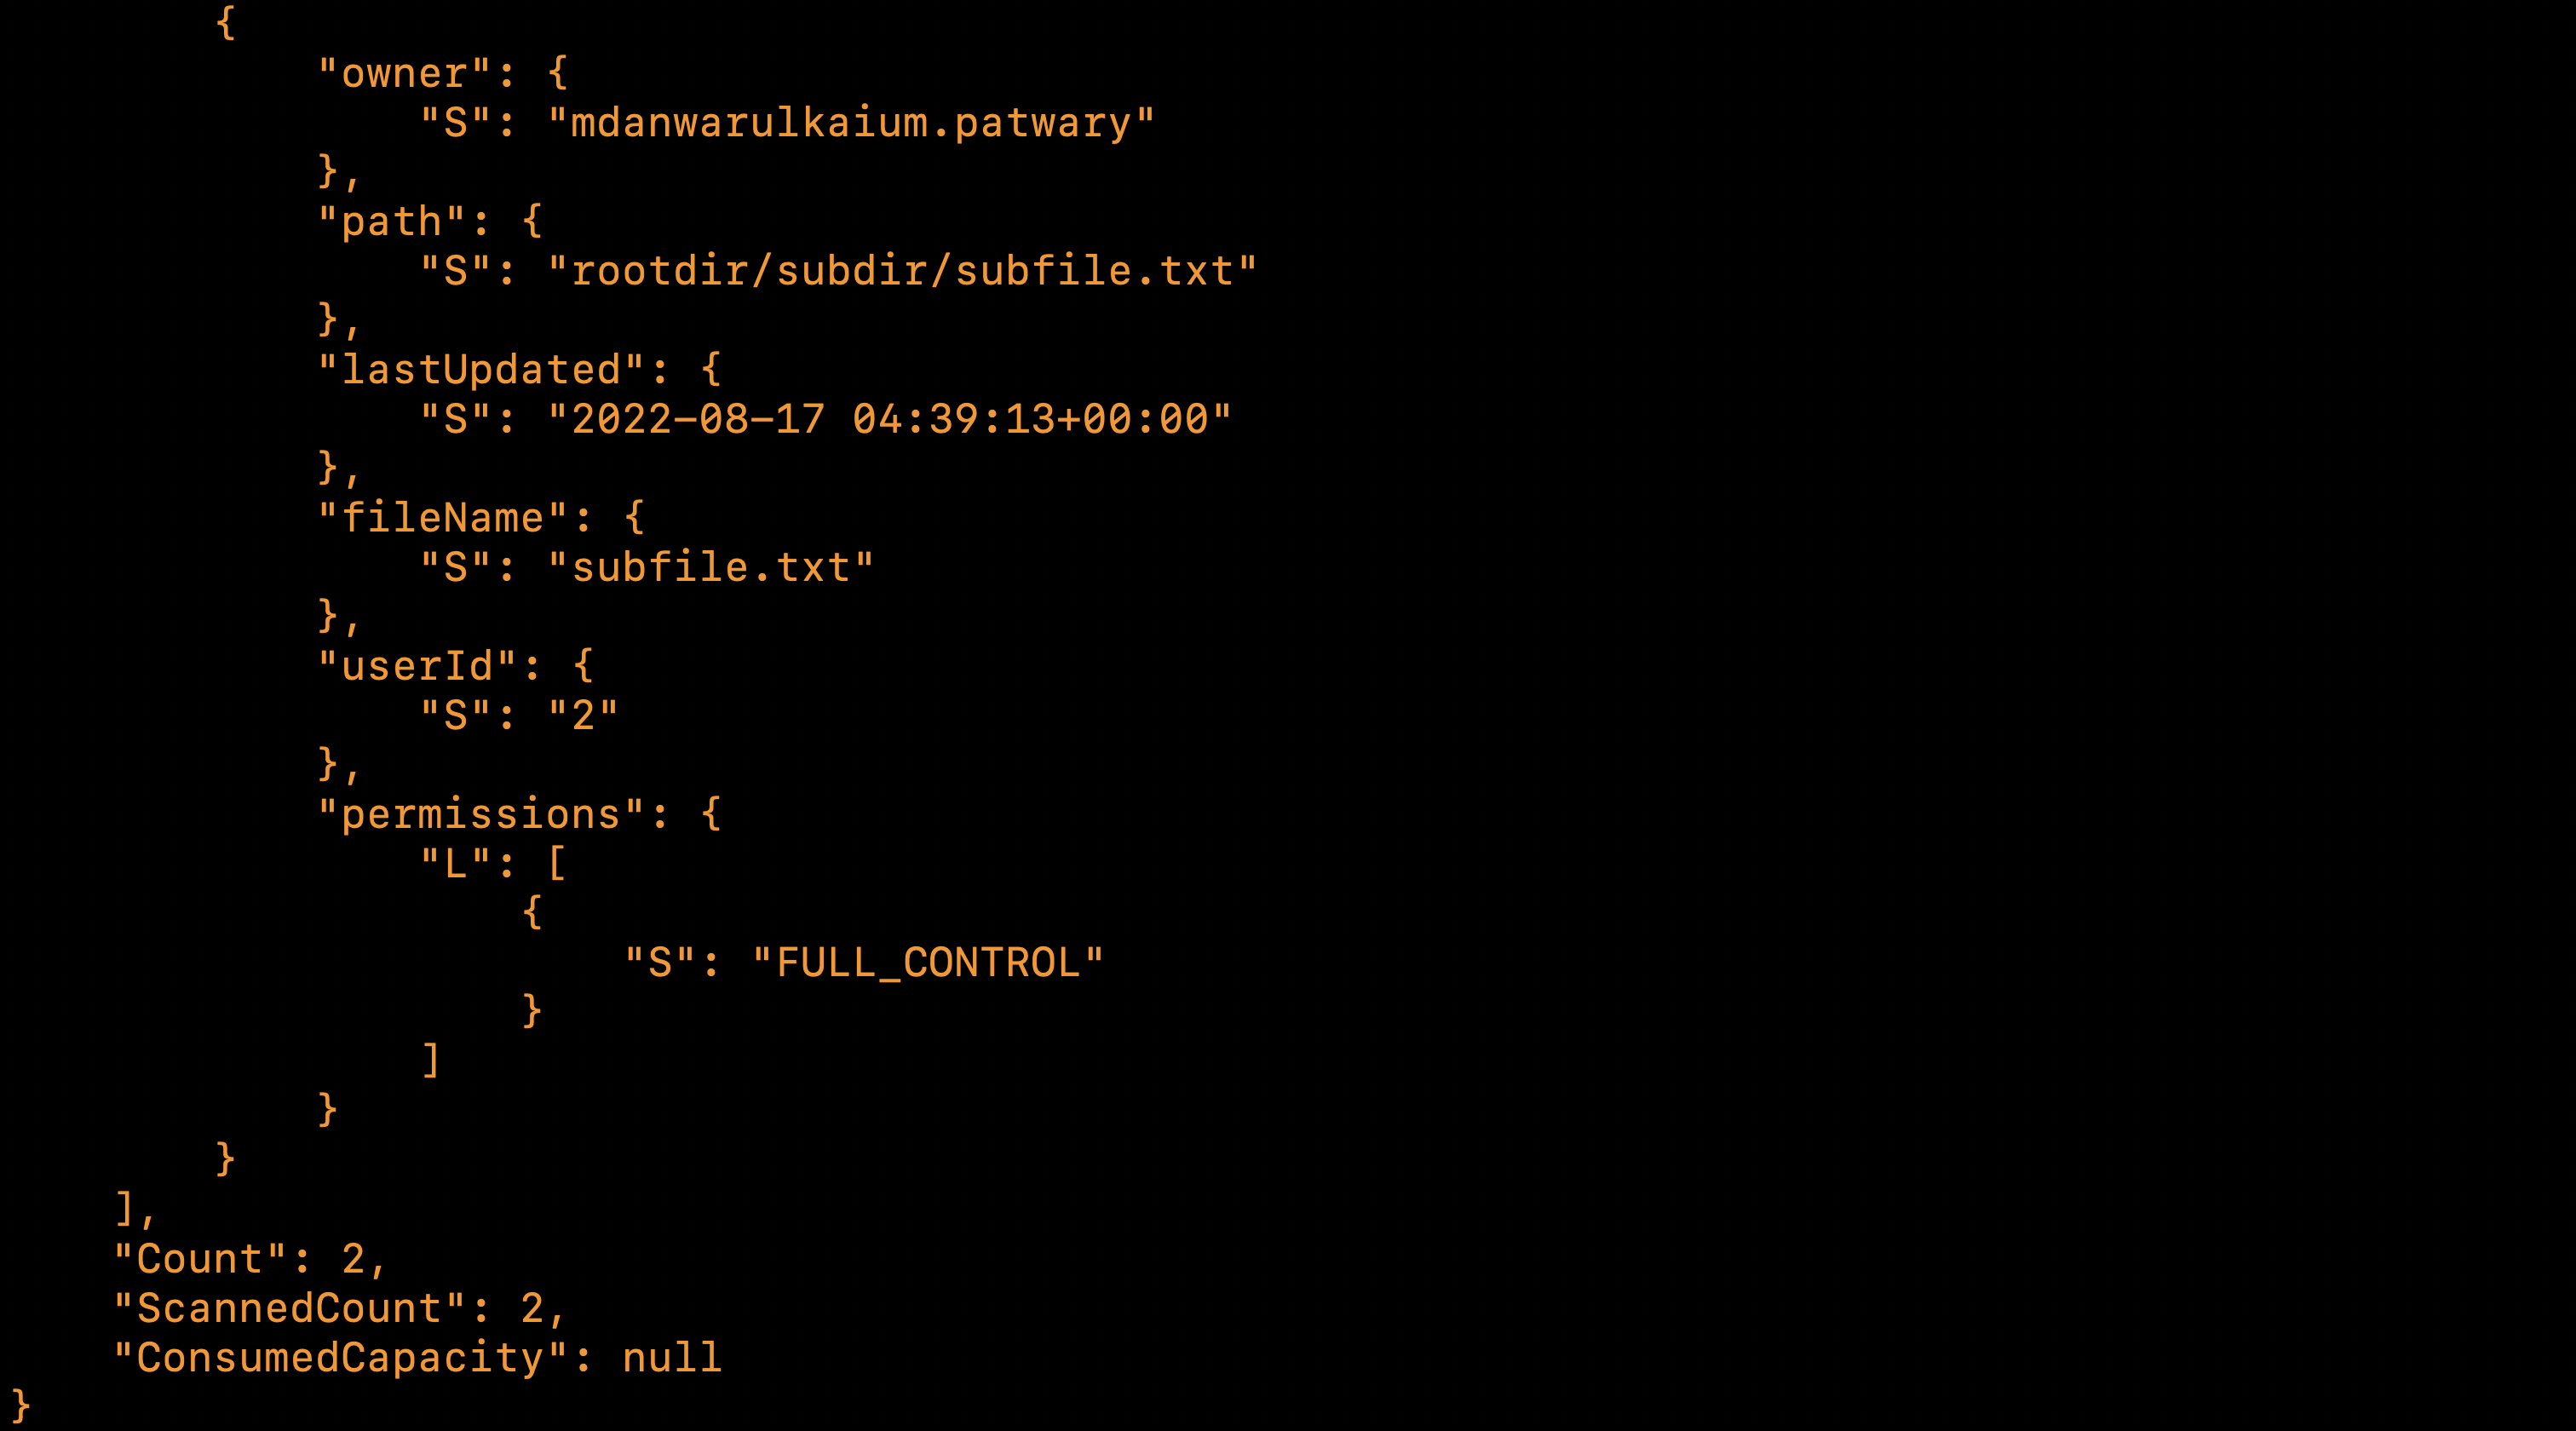 {
"owner": {
"S": "mdanwarulkaium.patwary"
},
"path": {
"S": "rootdir/subdir/subfile.txt"
},
"lastUpdated": {
"S": "2022-08-17 04:39:13+00:00"
},
"fileName": {
"S": "subfile.txt"
},
"userId": {
"S": "2"
},
"permissions": {
"L": [
{
"S": "FULL_CONTROL"
}
]
}
}
],
"Count": 2,
"ScannedCount": 2,
"ConsumedCapacity": null
}